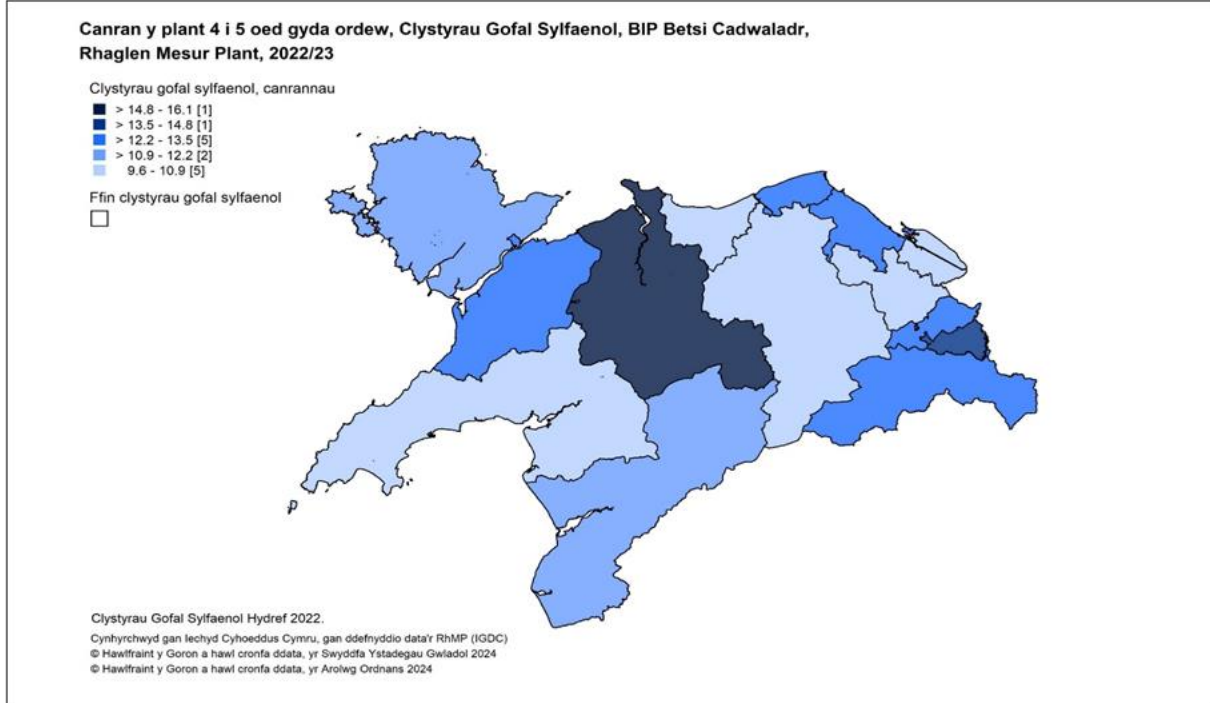 Canran y plant 4 i 5 oed gyda ordew, Clystyrau Gofal Sylfaenol, BIP Betsi Cadwaladr,
Rhaglen Mesur Plant, 2022/23
Clystyrau gofal sylfaenol, canrannau
> 14.8 - 16.1 [1]
> 13.5 - 14.8 [1]
> 12.2 - 13.5 [5]
> 10.9 - 12.2 [2]
9.6 - 10.9 [5]
Ffin clystyrau gofal sylfaenol
Clystyrau Gofal Sylfaenol Hydref 2022.
Cynhyrchwyd gan Iechyd Cyhoeddus Cymru, gan ddefnyddio data'r RhMP (IGDC)
© Hawlfraint y Goron a hawl cronfa ddata, yr Swyddfa Ystadegau Gwladol 2024
© Hawlfraint y Goron a hawl cronfa ddata, yr Arolwg Ordnans 2024